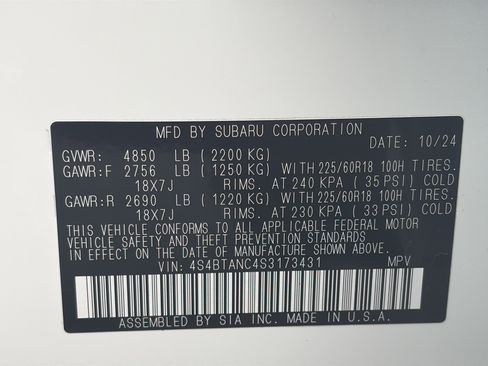 MFD BY SUBARU CORPORATION DATE: 10/24
GVWR: 4850 LB (2200 KG)
GAWR:F 2756 LB (1250 KG) WITH 225/60R18 100H TIRES.
18X7J RIMS. AT 240 KPA (35 PSI) COLD
GAWR:R 2690 LB (1220 KG) WITH 225/60R18 100H TIRES.
18X7J RIMS. AT 230 KPA (33 PSI) COLD
THIS VEHICLE CONFORMS TO ALL APPLICABLE FEDERAL MOTOR
VEHICLE SAFETY AND THEFT PREVENTION STANDARDS
IN EFFECT ON THE DATE OF MANUFACTURE SHOWN ABOVE.
VIN: 4S4BTANC4S3173431 MPV
ASSEMBLED BY SIA INC. MADE IN U.S.A.